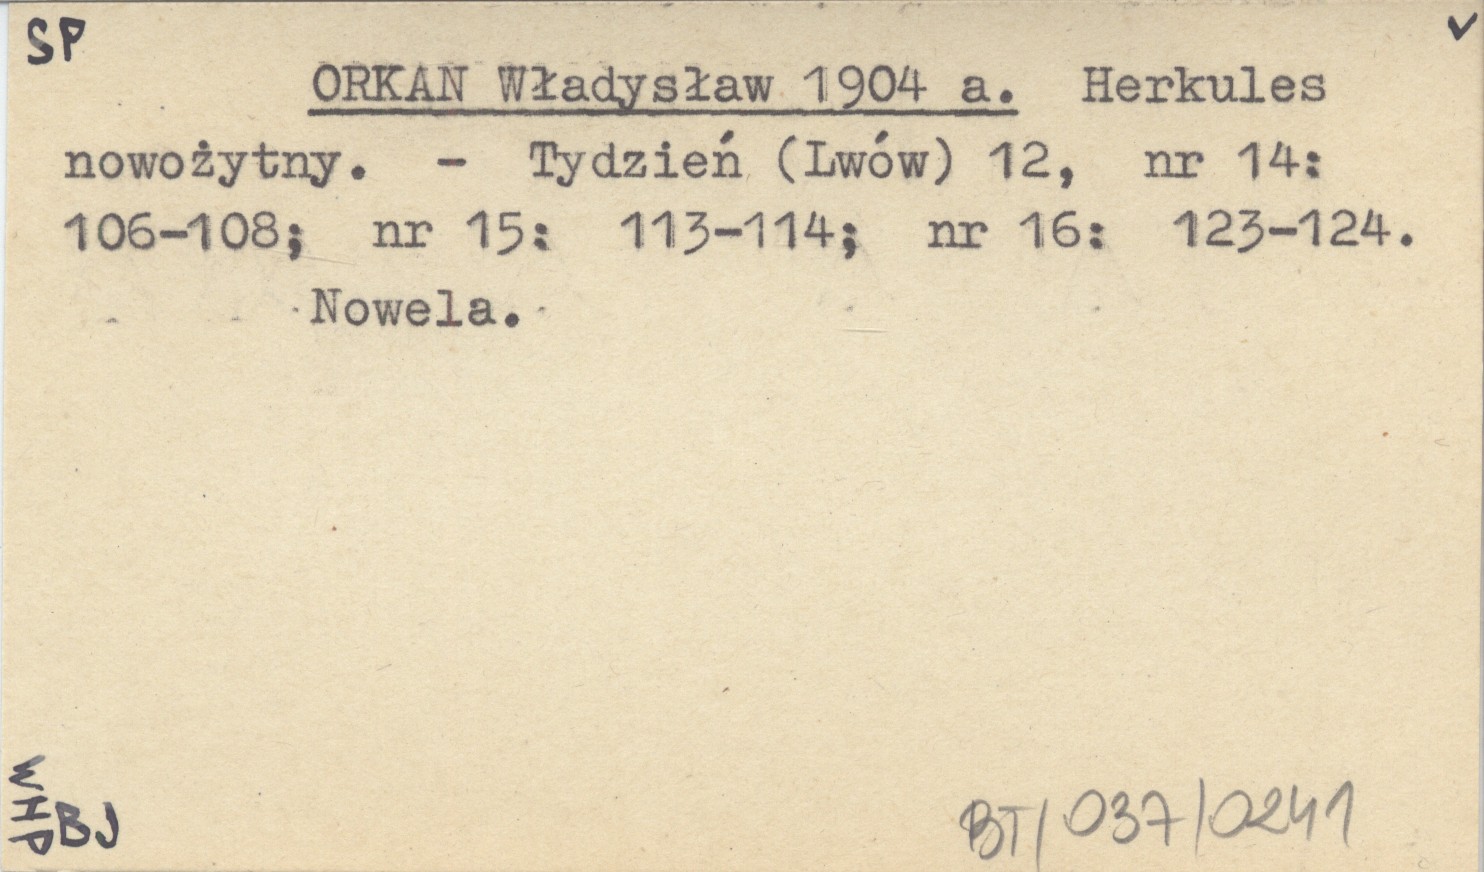 SP
v
ORKAN Władysław 1904 a. Herkules
nowożytny. - Tydzień (Lwów) 12, nr 14:
106-108; nr 15: 113-114; nr 16: 123-124.
Nowela.
BJ
BT/037/0241